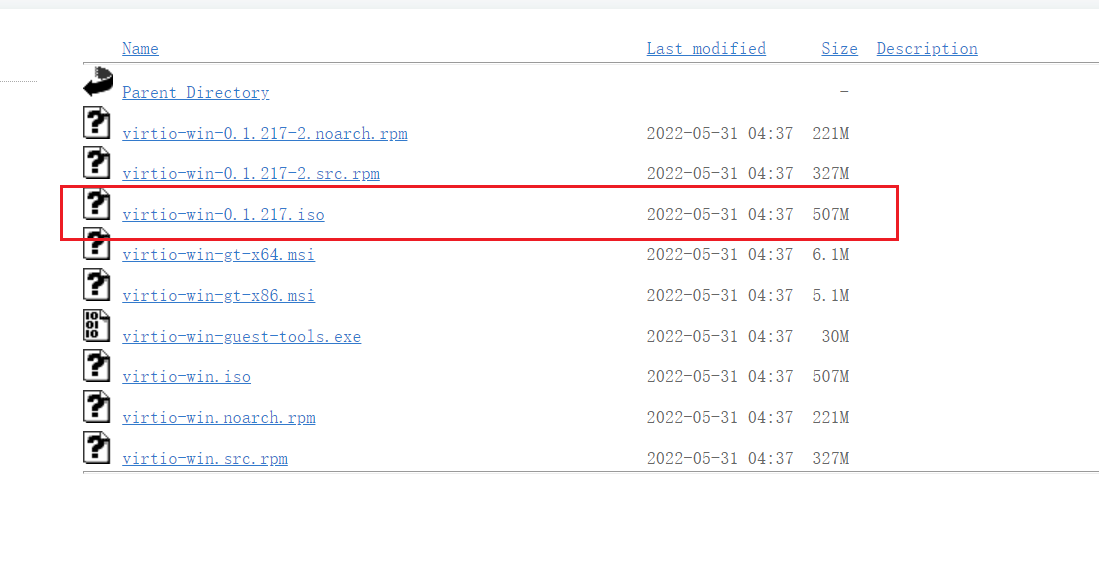 Name Last modified Size Description
Parent Directory -
virtio-win-0.1.217-2.noarch.rpm 2022-05-31 04:37 221M
virtio-win-0.1.217-2.src.rpm 2022-05-31 04:37 327M
virtio-win-0.1.217.iso 2022-05-31 04:37 507M
virtio-win-gt-x64.msi 2022-05-31 04:37 6.1M
virtio-win-gt-x86.msi 2022-05-31 04:37 5.1M
virtio-win-guest-tools.exe 2022-05-31 04:37 30M
virtio-win.iso 2022-05-31 04:37 507M
virtio-win.noarch.rpm 2022-05-31 04:37 221M
virtio-win.src.rpm 2022-05-31 04:37 327M